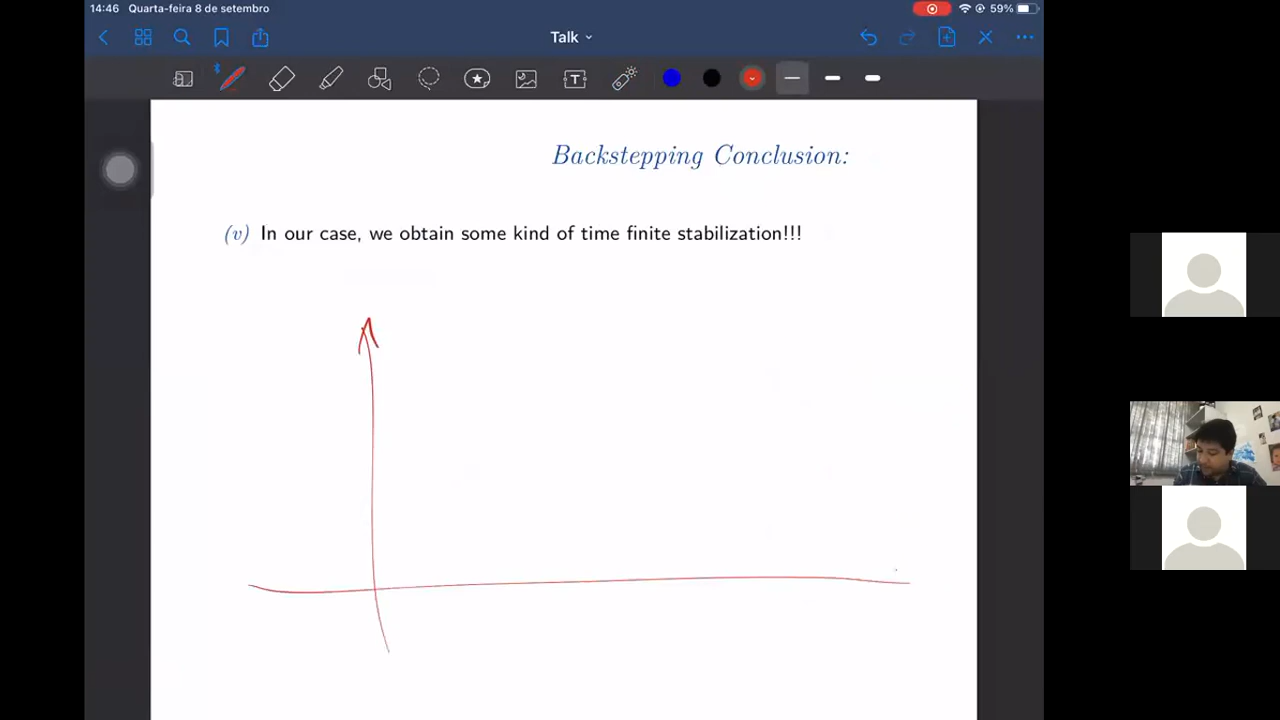 14:46 Quarta-feira 8 de setembro
59%
Talk
T
Backstepping Conclusion:
(v) In our case, we obtain some kind of time finite stabilization!!!